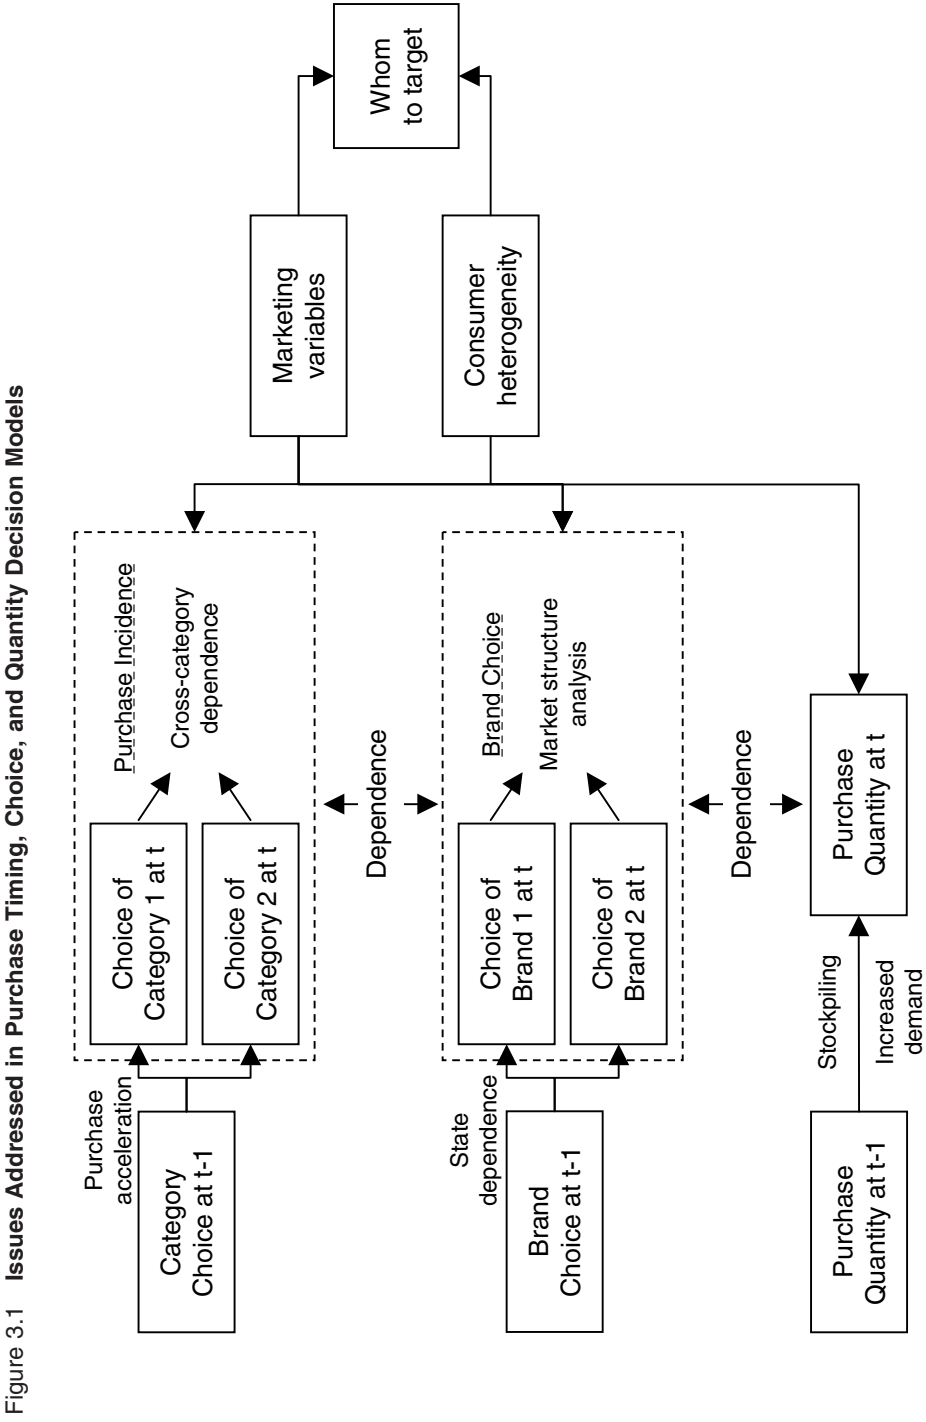 Figure 3.1 Issues Addressed in Purchase Timing, Choice, and Quantity Decision Models
Purchase
acceleration
Category
Choice at t-1
Choice of
Category 1 at t
Choice of
Category 2 at t
Purchase Incidence
Cross-category
dependence
Dependence
State
dependence
Brand
Choice at t-1
Choice of
Brand 1 at t
Choice of
Brand 2 at t
Brand Choice
Market structure
analysis
Dependence
Purchase
Quantity at t-1
Stockpiling
Increased
demand
Purchase
Quantity at t
Marketing
variables
Consumer
heterogeneity
Whom
to target